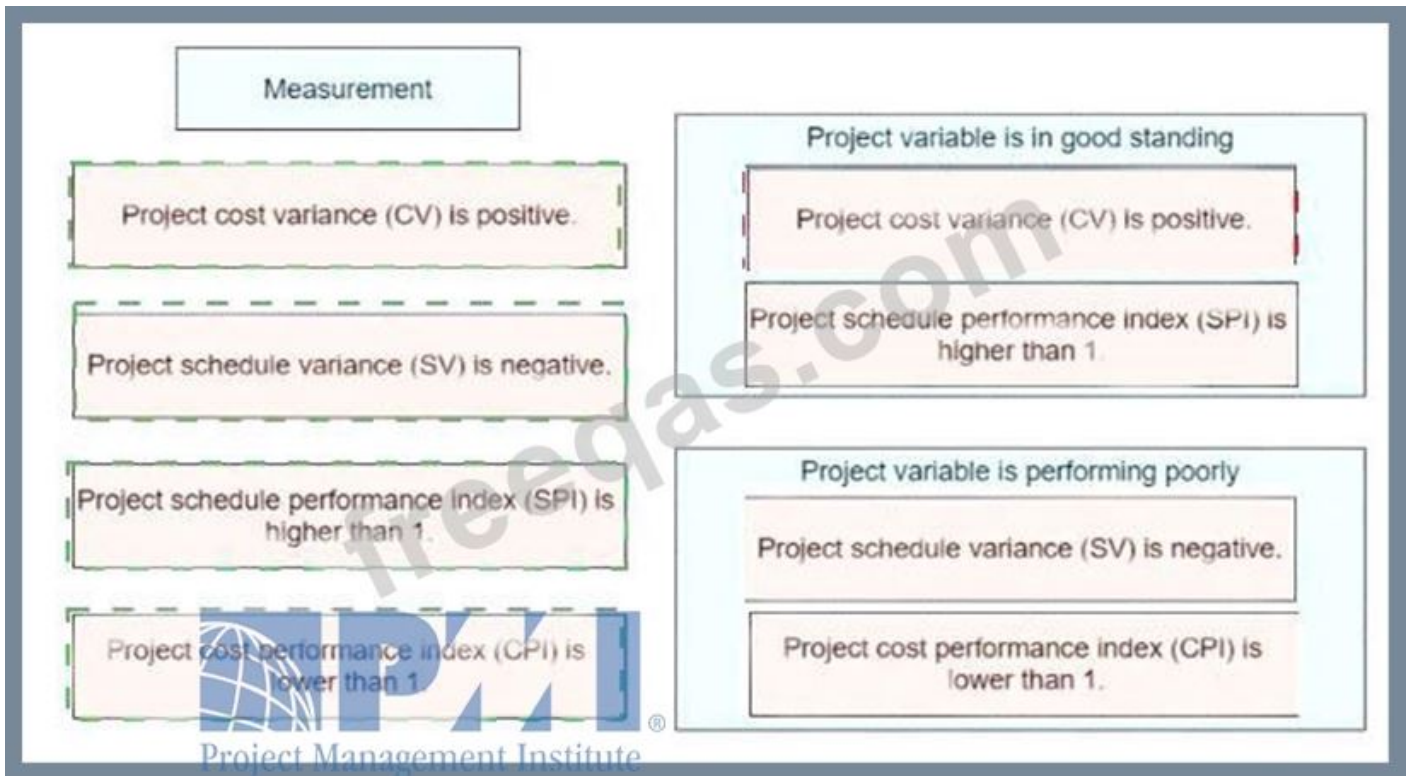 Measurement
Project cost variance (CV) is positive.
Project schedule variance (SV) is negative.
Project schedule performance index (SPI) is
higher than 1.
Project cost performance index (CPI) is
lower than 1.
Project variable is in good standing
Project cost variance (CV) is positive.
Project schedule performance index (SPI) is
higher than 1.
Project variable is performing poorly
Project schedule variance (SV) is negative.
Project cost performance index (CPI) is
lower than 1.
freeqas.com
PMI®
Project Management Institute